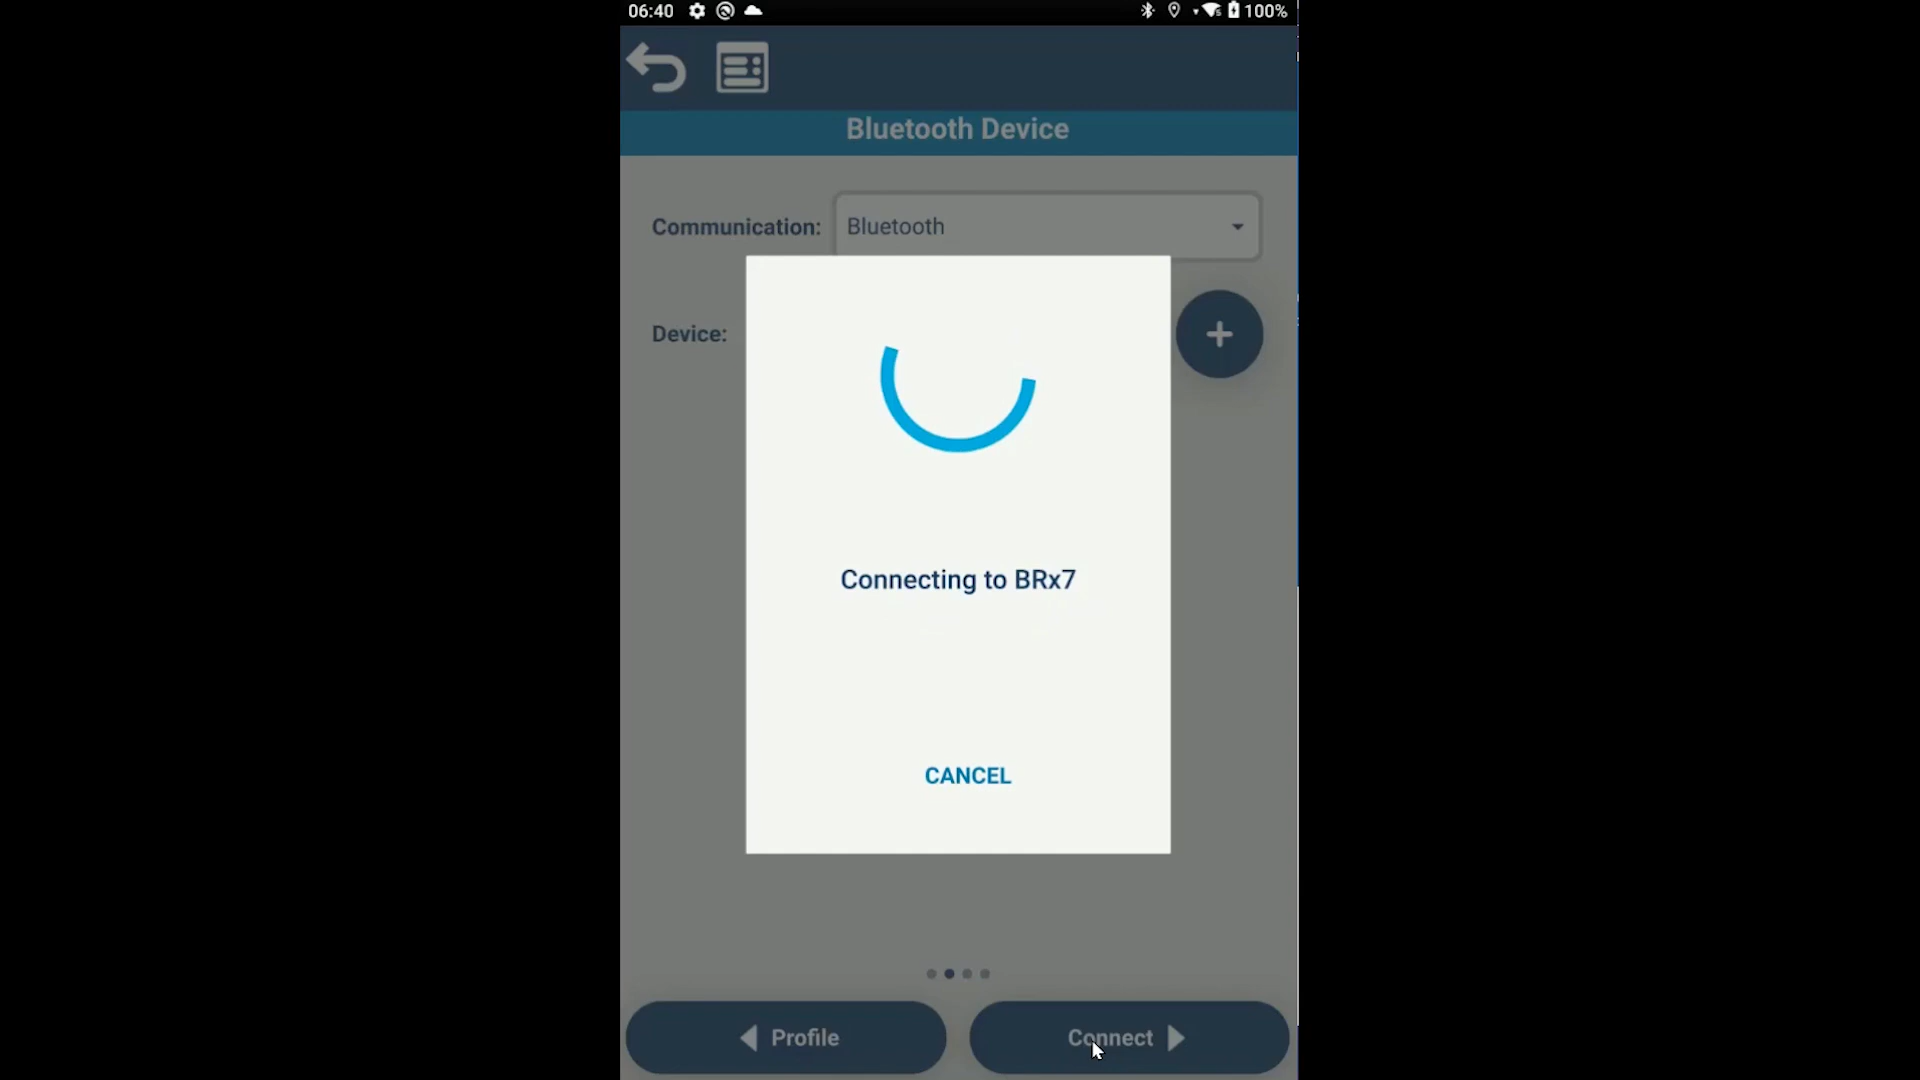 06:40
100%
Bluetooth Device
Communication: Bluetooth
Device:
Connecting to BRx7
CANCEL
Profile
Connect